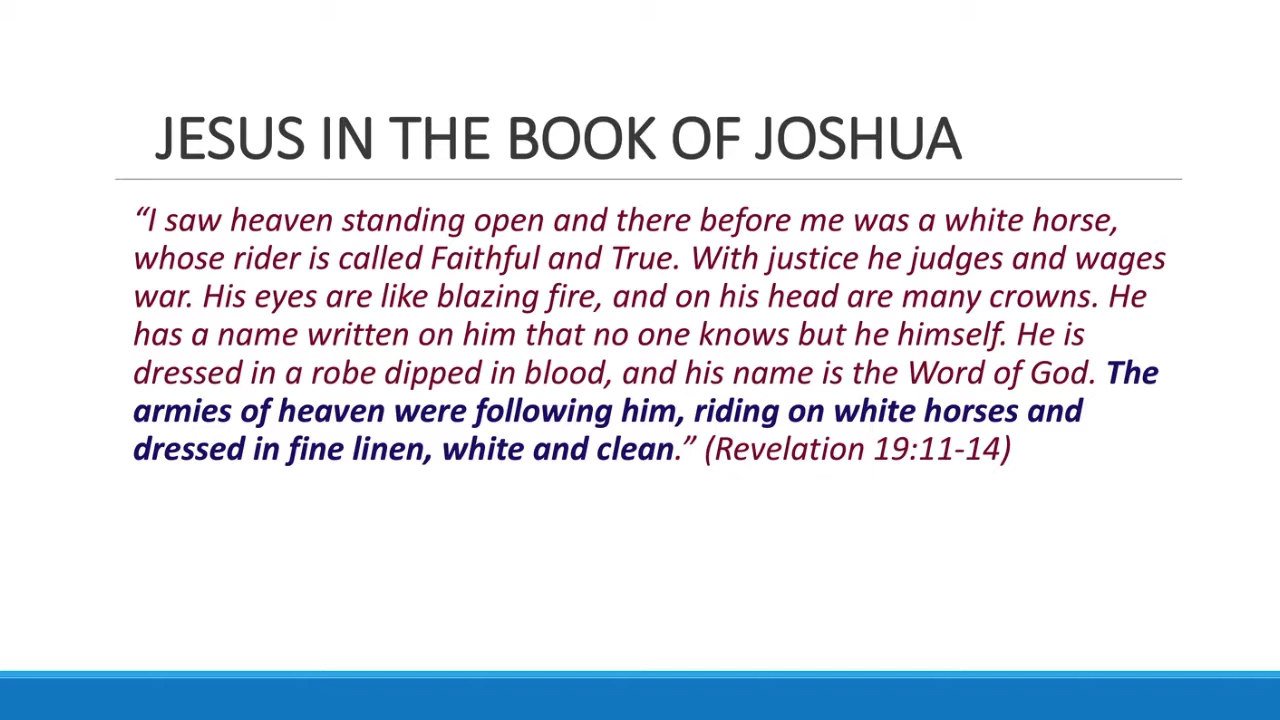 JESUS IN THE BOOK OF JOSHUA
“I saw heaven standing open and there before me was a white horse,
whose rider is called Faithful and True. With justice he judges and wages
war. His eyes are like blazing fire, and on his head are many crowns. He
has a name written on him that no one knows but he himself. He is
dressed in a robe dipped in blood, and his name is the Word of God. The
armies of heaven were following him, riding on white horses and
dressed in fine linen, white and clean.” (Revelation 19:11-14)